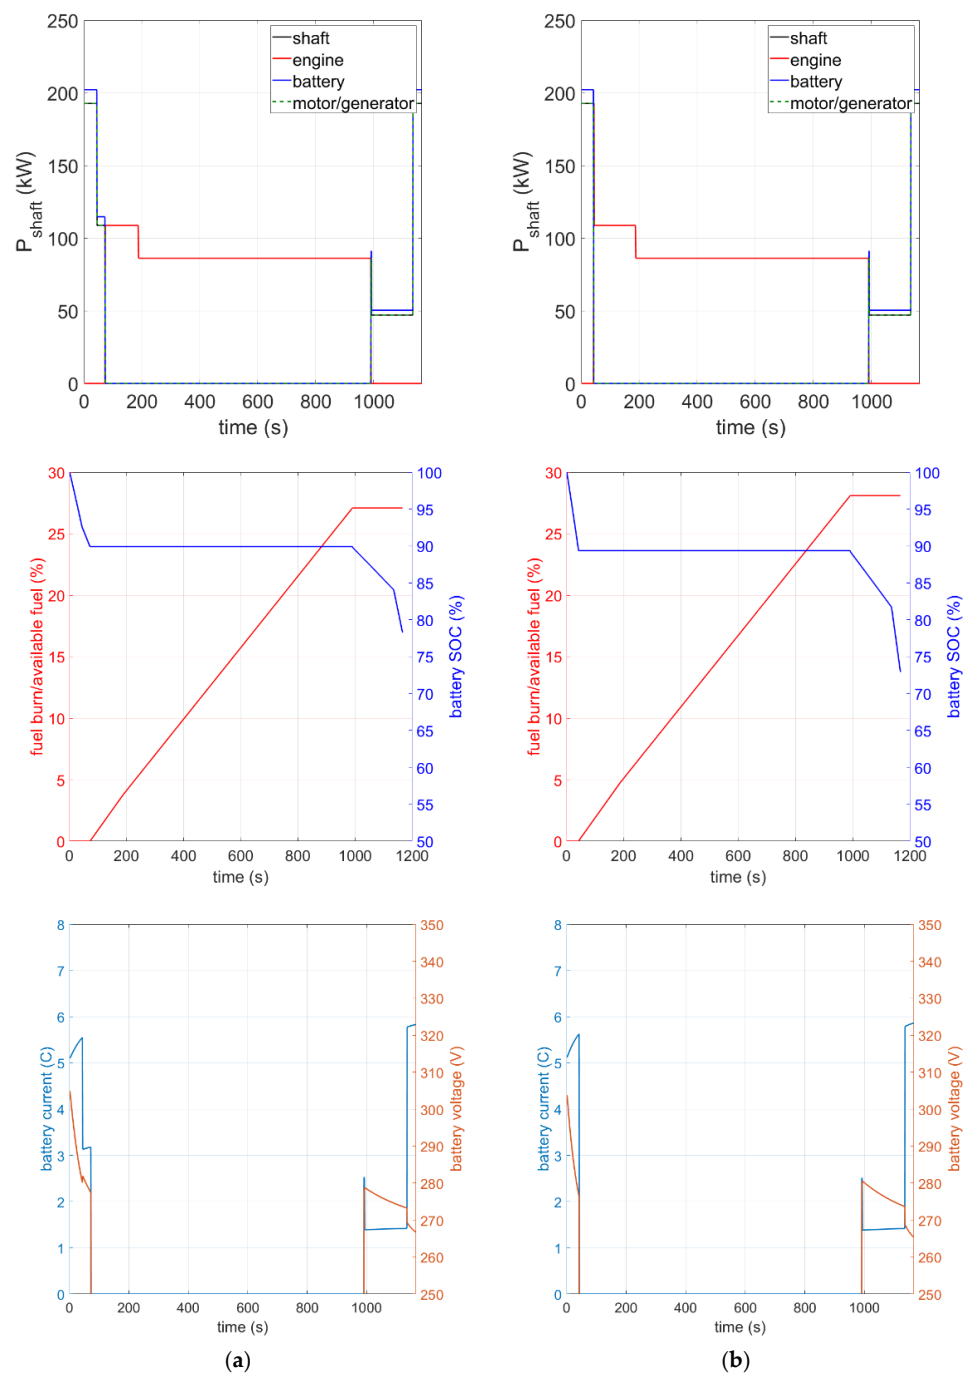 250
200
150
100
50
0
P_shaft (kW)
shaft
engine
battery
motor/generator
0 200 400 600 800 1000
time (s)
250
200
150
100
50
0
P_shaft (kW)
shaft
engine
battery
motor/generator
0 200 400 600 800 1000
time (s)
30
25
20
15
10
5
0
fuel burn/available fuel (%)
100
95
90
85
80
75
70
65
60
55
50
battery SOC (%)
0 200 400 600 800 1000 1200
time (s)
30
25
20
15
10
5
0
fuel burn/available fuel (%)
100
95
90
85
80
75
70
65
60
55
50
battery SOC (%)
0 200 400 600 800 1000 1200
time (s)
8
7
6
5
4
3
2
1
0
battery current (C)
350
340
330
320
310
300
290
280
270
260
250
battery voltage (V)
0 200 400 600 800 1000
time (s)
8
7
6
5
4
3
2
1
0
battery current (C)
350
340
330
320
310
300
290
280
270
260
250
battery voltage (V)
0 200 400 600 800 1000
time (s)
(a)
(b)